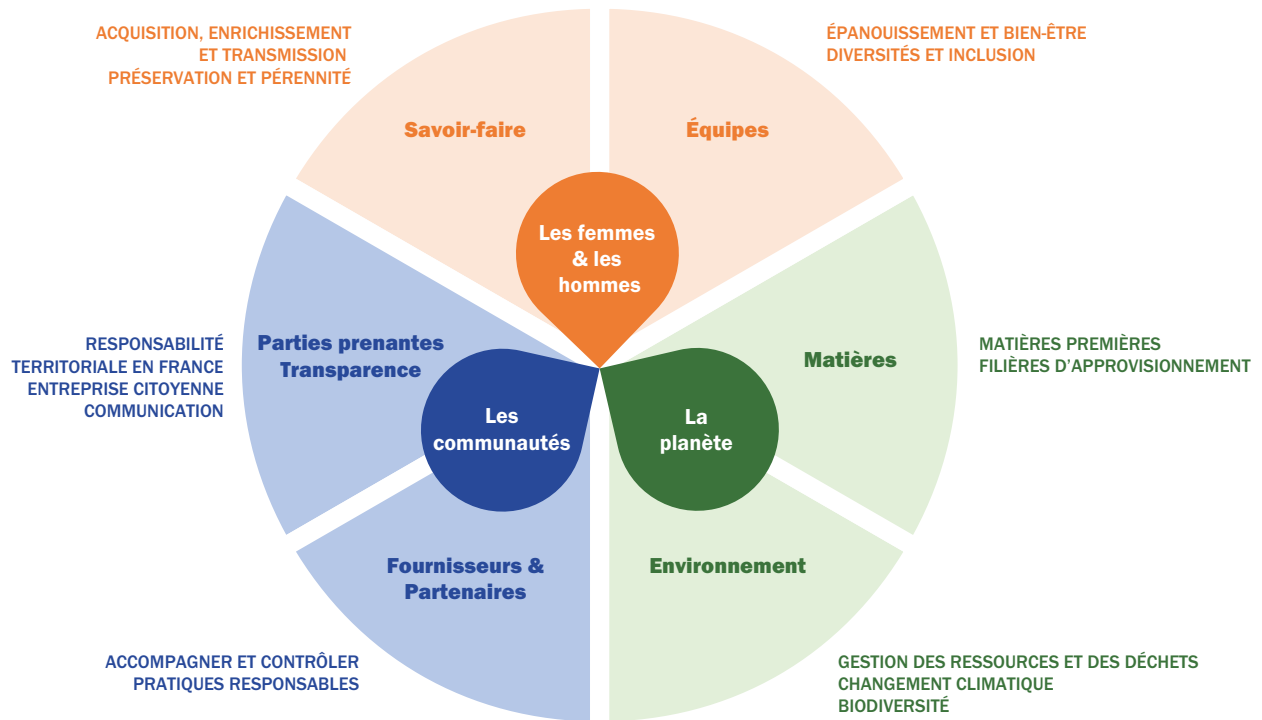 ACQUISITION, ENRICHISSEMENT
ET TRANSMISSION
PRÉSERVATION ET PÉRENNITÉ
ÉPANOUISSEMENT ET BIEN-ÊTRE
DIVERSITÉS ET INCLUSION
Savoir-faire
Équipes
Les femmes
& les
hommes
RESPONSABILITÉ
TERRITORIALE EN FRANCE
ENTREPRISE CITOYENNE
COMMUNICATION
Parties prenantes
Transparence
Matières
MATIÈRES PREMIÈRES
FILIÈRES D'APPROVISIONNEMENT
Les
communautés
La
planète
Fournisseurs &
Partenaires
Environnement
ACCOMPAGNER ET CONTRÔLER
PRATIQUES RESPONSABLES
GESTION DES RESSOURCES ET DES DÉCHETS
CHANGEMENT CLIMATIQUE
BIODIVERSITÉ